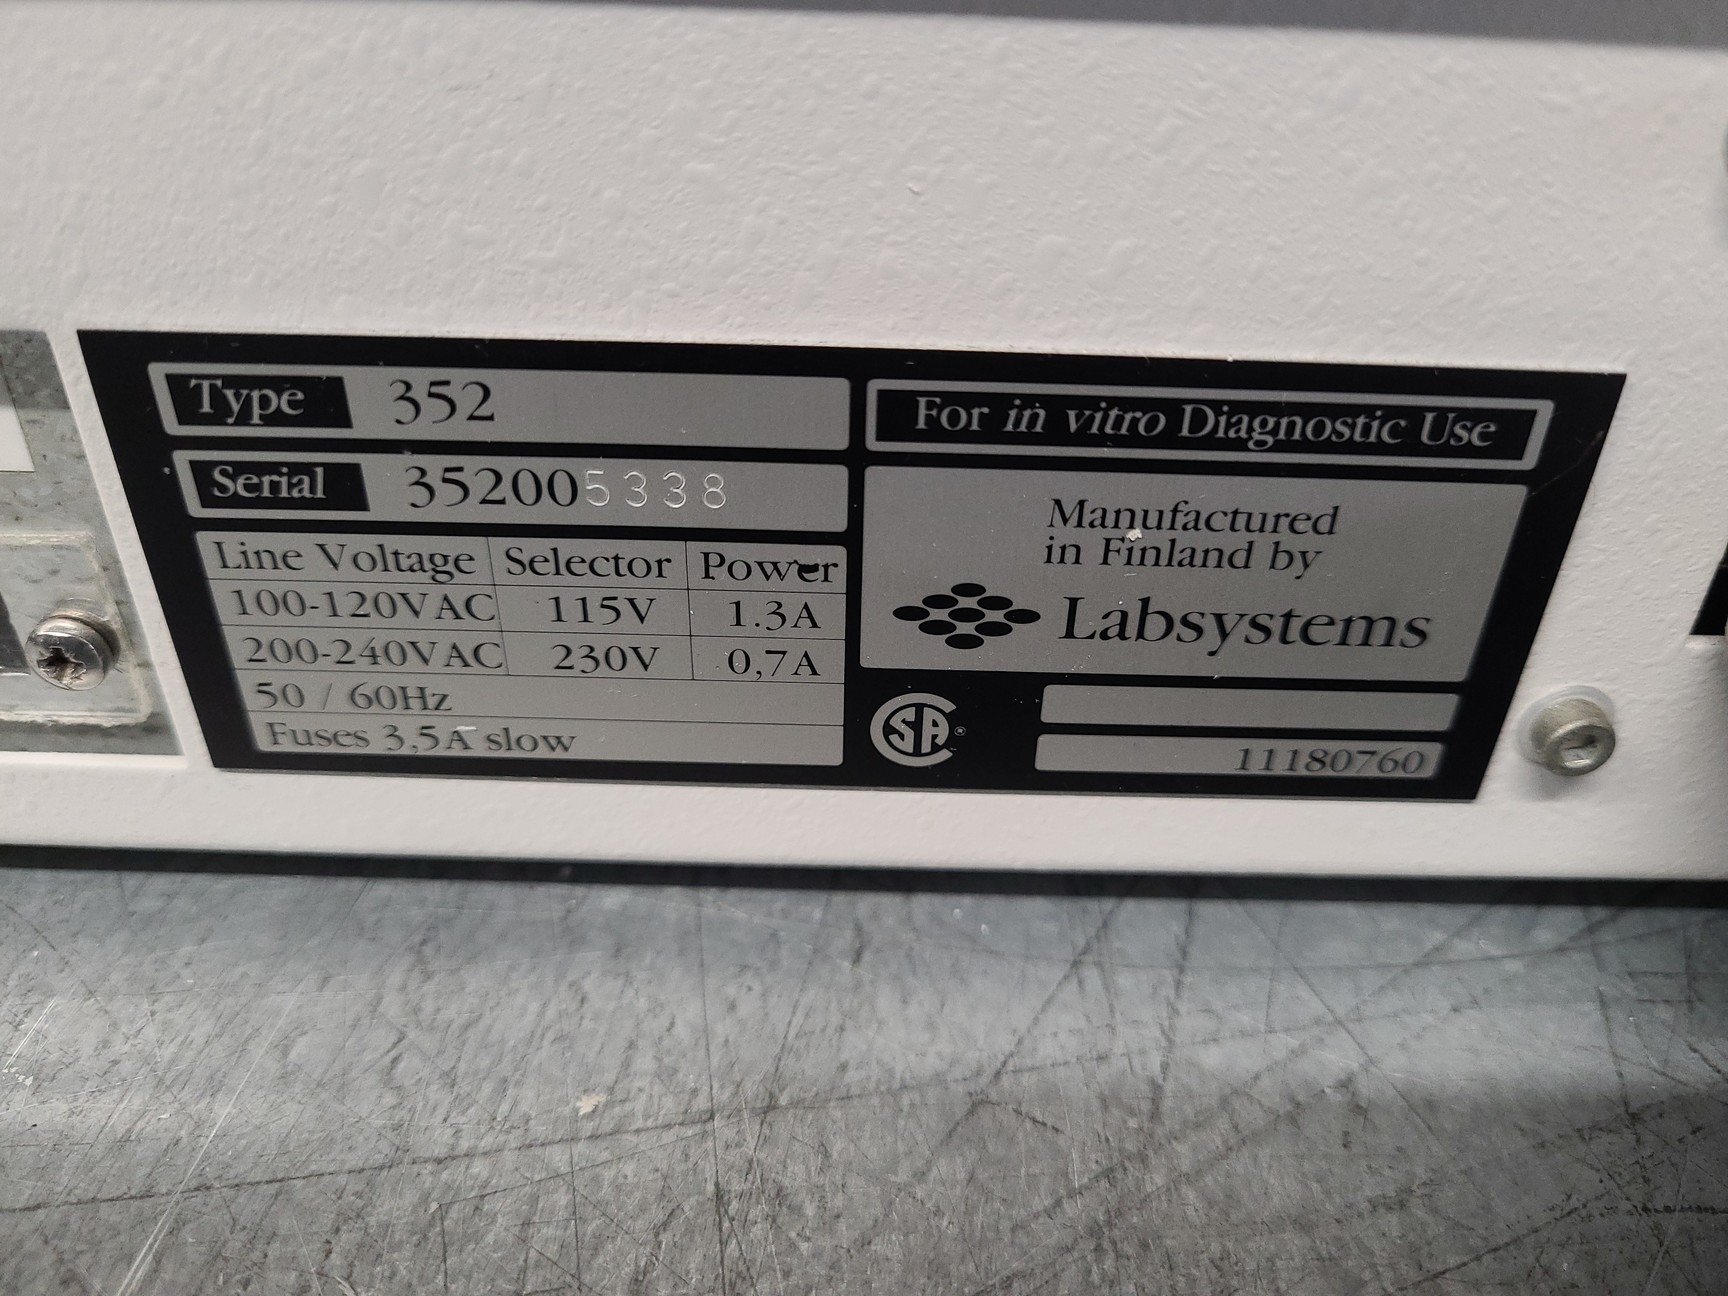 Type 352
Serial 352005338
Line Voltage Selector Power
100-120VAC 115V 1.3A
200-240VAC 230V 0,7A
50 / 60Hz
Fuses 3,5A slow
For in vitro Diagnostic Use
Manufactured
in Finland by
Labsystems
SA®
11180760